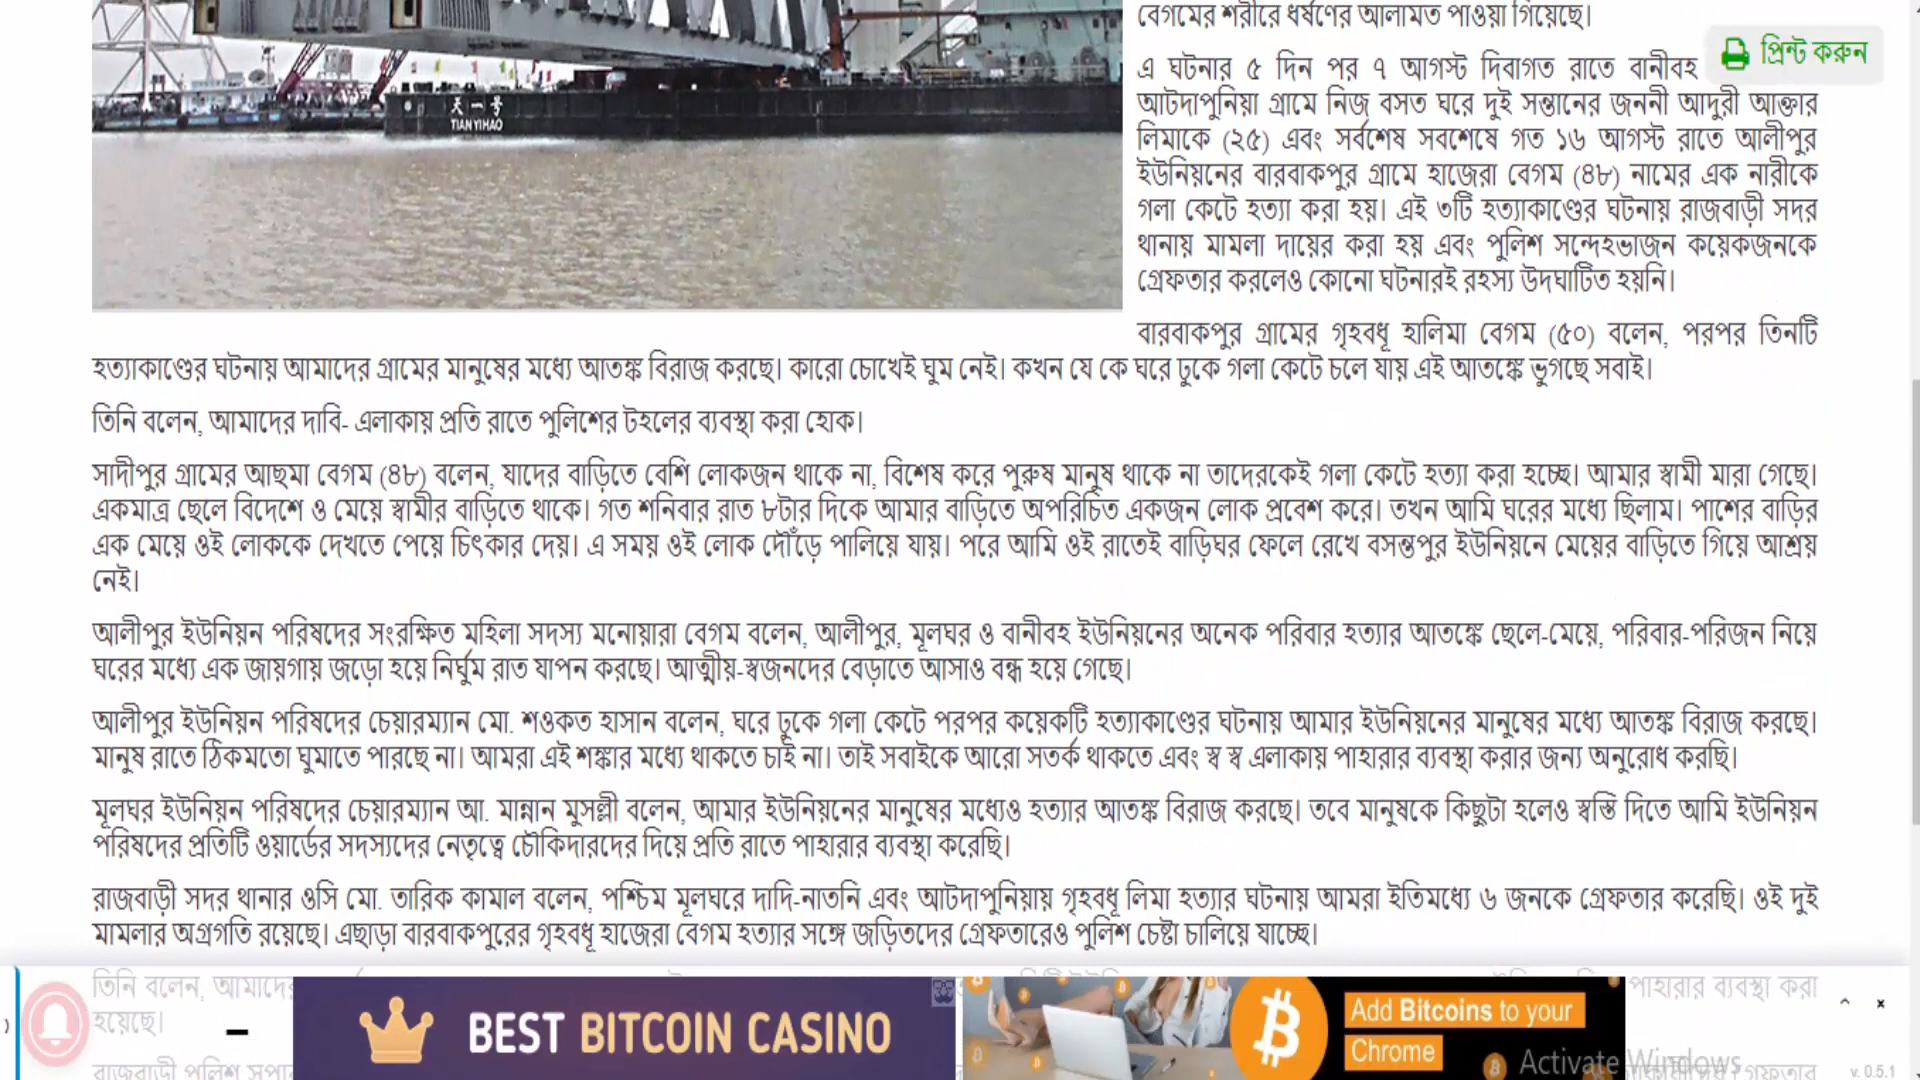 天一号
TIANYIHAO
বেগমের শরীরে ধর্ষণের আলামত পাওয়া গিয়েছে।
প্রিন্ট করুন
এ ঘটনার ৫ দিন পর ৭ আগস্ট দিবাগত রাতে বানীবহ
আটদাপুনিয়া গ্রামে নিজ বসত ঘরে দুই সন্তানের জননী আদুরী আক্তার
লিমাকে (২৫) এবং সর্বশেষ সবশেষে গত ১৬ আগস্ট রাতে আলীপুর
ইউনিয়নের বারবাকপুর গ্রামে হাজেরা বেগম (৪৮) নামের এক নারীকে
গলা কেটে হত্যা করা হয়। এই ৩টি হত্যাকাণ্ডের ঘটনায় রাজবাড়ী সদর
থানায় মামলা দায়ের করা হয় এবং পুলিশ সন্দেহভাজন কয়েকজনকে
গ্রেফতার করলেও কোনো ঘটনারই রহস্য উদঘাটিত হয়নি।
বারবাকপুর গ্রামের গৃহবধূ হালিমা বেগম (৫০) বলেন, পরপর তিনটি
হত্যাকাণ্ডের ঘটনায় আমাদের গ্রামের মানুষের মধ্যে আতঙ্ক বিরাজ করছে। কারো চোখেই ঘুম নেই। কখন যে কে ঘরে ঢুকে গলা কেটে চলে যায় এই আতঙ্কে ভুগছে সবাই।
তিনি বলেন, আমাদের দাবি- এলাকায় প্রতি রাতে পুলিশের টহলের ব্যবস্থা করা হোক।
সাদীপুর গ্রামের আছমা বেগম (৪৮) বলেন, যাদের বাড়িতে বেশি লোকজন থাকে না, বিশেষ করে পুরুষ মানুষ থাকে না তাদেরকেই গলা কেটে হত্যা করা হচ্ছে। আমার স্বামী মারা গেছে।
একমাত্র ছেলে বিদেশে ও মেয়ে স্বামীর বাড়িতে থাকে। গত শনিবার রাত ৮টার দিকে আমার বাড়িতে অপরিচিত একজন লোক প্রবেশ করে। তখন আমি ঘরের মধ্যে ছিলাম। পাশের বাড়ির
এক মেয়ে ওই লোককে দেখতে পেয়ে চিৎকার দেয়। এ সময় ওই লোক দৌঁড়ে পালিয়ে যায়। পরে আমি ওই রাতেই বাড়িঘর ফেলে রেখে বসন্তপুর ইউনিয়নে মেয়ের বাড়িতে গিয়ে আশ্রয়
নেই।
আলীপুর ইউনিয়ন পরিষদের সংরক্ষিত মহিলা সদস্য মনোয়ারা বেগম বলেন, আলীপুর, মূলঘর ও বানীবহ ইউনিয়নের অনেক পরিবার হত্যার আতঙ্কে ছেলে-মেয়ে, পরিবার-পরিজন নিয়ে
ঘরের মধ্যে এক জায়গায় জড়ো হয়ে নির্ঘুম রাত যাপন করছে। আত্মীয়-স্বজনদের বেড়াতে আসাও বন্ধ হয়ে গেছে।
আলীপুর ইউনিয়ন পরিষদের চেয়ারম্যান মো. শওকত হাসান বলেন, ঘরে ঢুকে গলা কেটে পরপর কয়েকটি হত্যাকাণ্ডের ঘটনায় আমার ইউনিয়নের মানুষের মধ্যে আতঙ্ক বিরাজ করছে।
মানুষ রাতে ঠিকমতো ঘুমাতে পারছে না। আমরা এই শঙ্কার মধ্যে থাকতে চাই না। তাই সবাইকে আরো সতর্ক থাকতে এবং স্ব স্ব এলাকায় পাহারার ব্যবস্থা করার জন্য অনুরোধ করছি।
মূলঘর ইউনিয়ন পরিষদের চেয়ারম্যান আ. মান্নান মুসল্লী বলেন, আমার ইউনিয়নের মানুষের মধ্যেও হত্যার আতঙ্ক বিরাজ করছে। তবে মানুষকে কিছুটা হলেও স্বস্তি দিতে আমি ইউনিয়ন
পরিষদের প্রতিটি ওয়ার্ডের সদস্যদের নেতৃত্বে চৌকিদারদের দিয়ে প্রতি রাতে পাহারার ব্যবস্থা করেছি।
রাজবাড়ী সদর থানার ওসি মো. তারিক কামাল বলেন, পশ্চিম মূলঘরে দাদি-নাতনি এবং আটদাপুনিয়ায় গৃহবধূ লিমা হত্যার ঘটনায় আমরা ইতিমধ্যে ৬ জনকে গ্রেফতার করেছি। ওই দুই
মামলার অগ্রগতি রয়েছে। এছাড়া বারবাকপুরের গৃহবধূ হাজেরা বেগম হত্যার সঙ্গে জড়িতদের গ্রেফতারেও পুলিশ চেষ্টা চালিয়ে যাচ্ছে।
তিনি বলেন, আমাদের পাহারার ব্যবস্থা করা
হয়েছে।
BEST BITCOIN CASINO
Add Bitcoins to your
Chrome
Activate Windows
রাজবাড়ী পুলিশ সুপার গ্রেফতার
v. 0.5.1